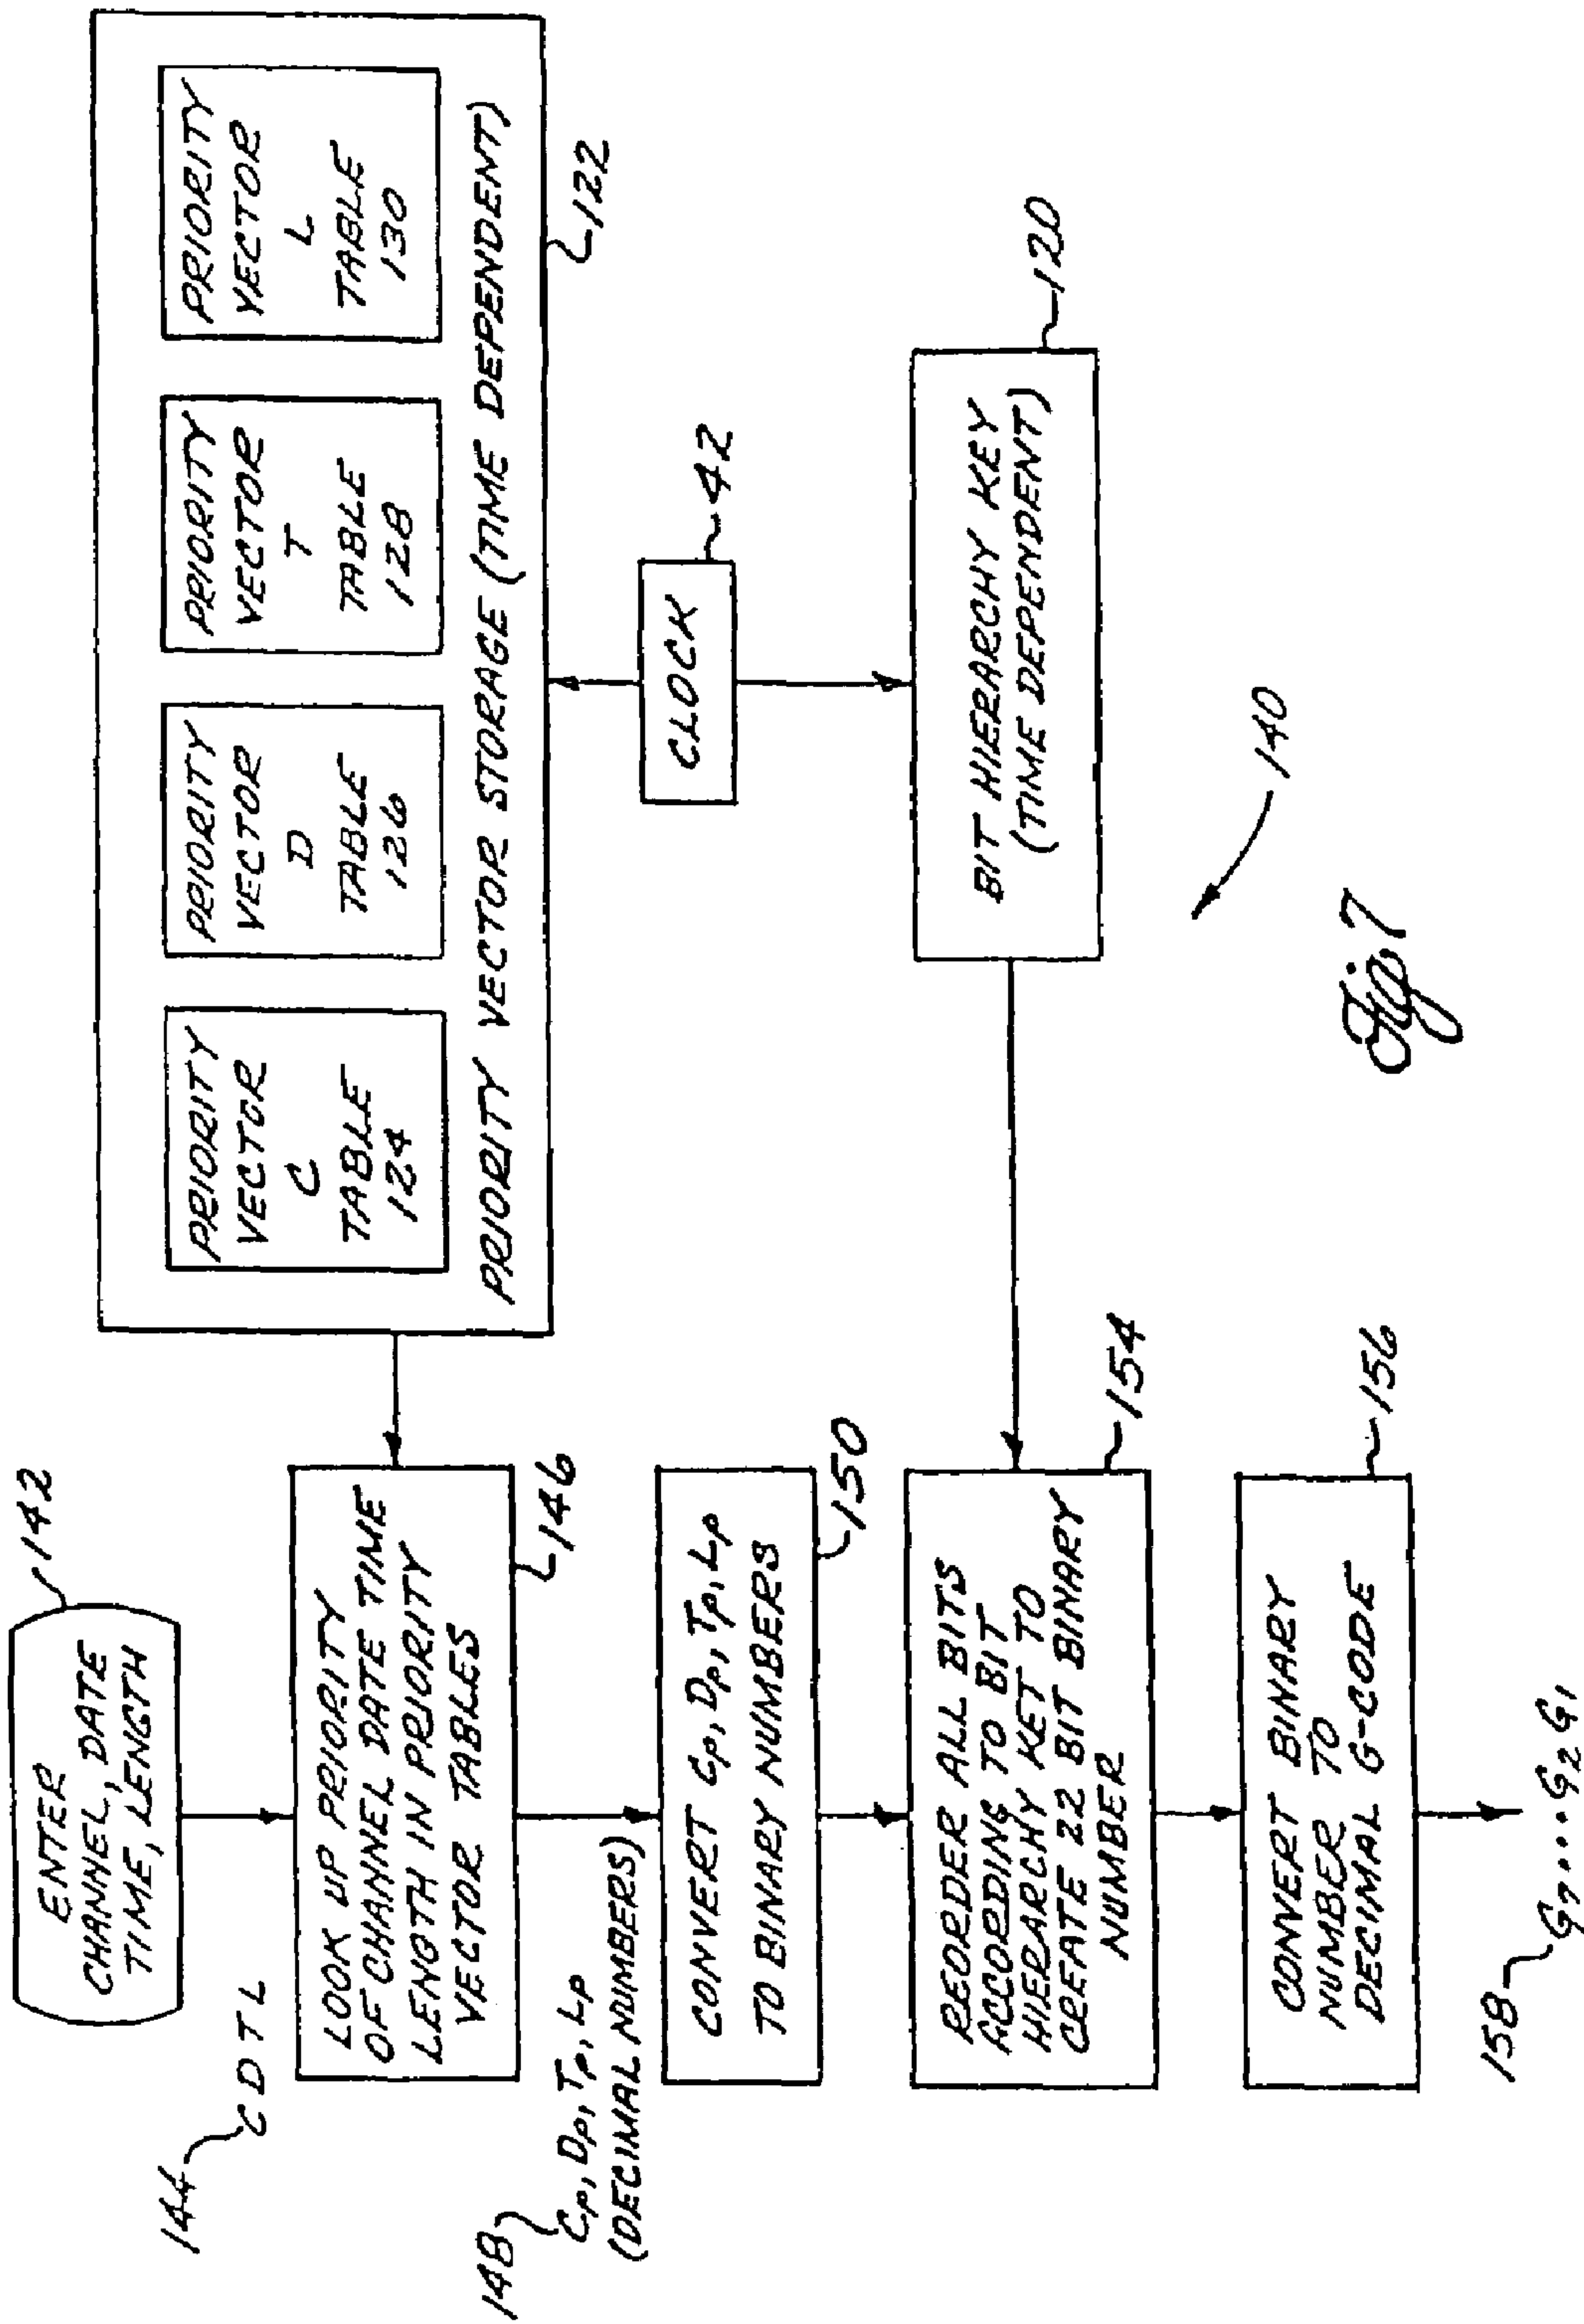 142
ENTER
CHANNEL, DATE
TIME, LENGTH
144
C D T L
LOOK UP PRIORITY
OF CHANNEL DATE TIME
LENGTH IN PRIORITY
VECTOR TABLES
146
148
Cp, Dp, Tp, Lp
(DECIMAL NUMBERS)
CONVERT Cp, Dp, Tp, Lp
TO BINARY NUMBERS
150
REORDER ALL BITS
ACCORDING TO BIT
HIERARCHY KET TO
CREATE 22 BIT BINARY
NUMBER
154
CONVERT BINARY
NUMBER TO
DECIMAL G-CODE
156
158
G7....G2G1
PRIORITY
VECTOR
C
TABLE
124
PRIORITY
VECTOR
D
TABLE
126
PRIORITY
VECTOR
T
TABLE
128
PRIORITY
VECTOR
L
TABLE
130
PRIORITY VECTOR STORAGE (TIME DEPENDENT)
122
CLOCK
42
BIT HIERARCHY KEY
(TIME DEPENDENT)
120
140
Fig. 7